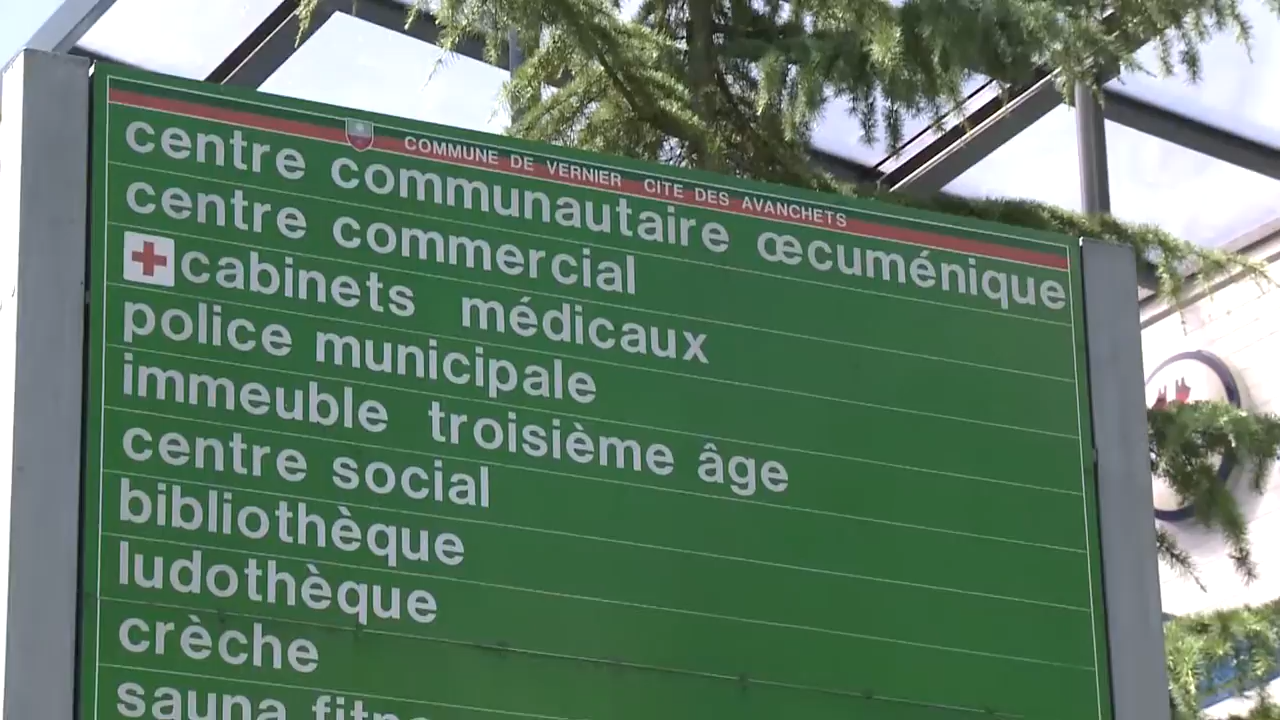 COMMUNE DE VERNIER CITE DES AVANCHETS
centre communautaire œcuménique
centre commercial
cabinets médicaux
police municipale
immeuble troisième âge
centre social
bibliothèque
ludothèque
crèche
sauna